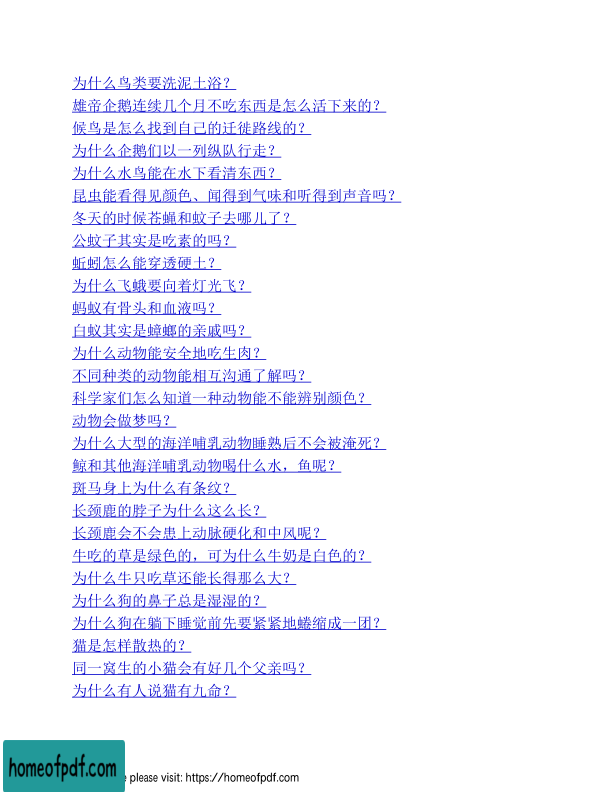 为什么鸟类要洗泥土浴？
雄帝企鹅连续几个月不吃东西是怎么活下来的？
候鸟是怎么找到自己的迁徙路线的？
为什么企鹅们以一列纵队行走？
为什么水鸟能在水下看清东西？
昆虫能看得见颜色、闻得到气味和听得到声音吗？
冬天的时候苍蝇和蚊子去哪儿了？
公蚊子其实是吃素的吗？
蚯蚓怎么能穿透硬土？
为什么飞蛾要向着灯光飞？
蚂蚁有骨头和血液吗？
白蚁其实是蟑螂的亲戚吗？
为什么动物能安全地吃生肉？
不同种类的动物能相互沟通了解吗？
科学家们怎么知道一种动物能不能辨别颜色？
动物会做梦吗？
为什么大型的海洋哺乳动物睡熟后不会被淹死？
鲸和其他海洋哺乳动物喝什么水，鱼呢？
斑马身上为什么有条纹？
长颈鹿的脖子为什么这么长？
长颈鹿会不会患上动脉硬化和中风呢？
牛吃的草是绿色的，可为什么牛奶是白色的？
为什么牛只吃草还能长得那么大？
为什么狗的鼻子总是湿湿的？
为什么狗在躺下睡觉前先要紧紧地蜷缩成一团？
猫是怎样散热的？
同一窝生的小猫会有好几个父亲吗？
为什么有人说猫有九命？
homeofpdf.com
e please visit: https://homeofpdf.com